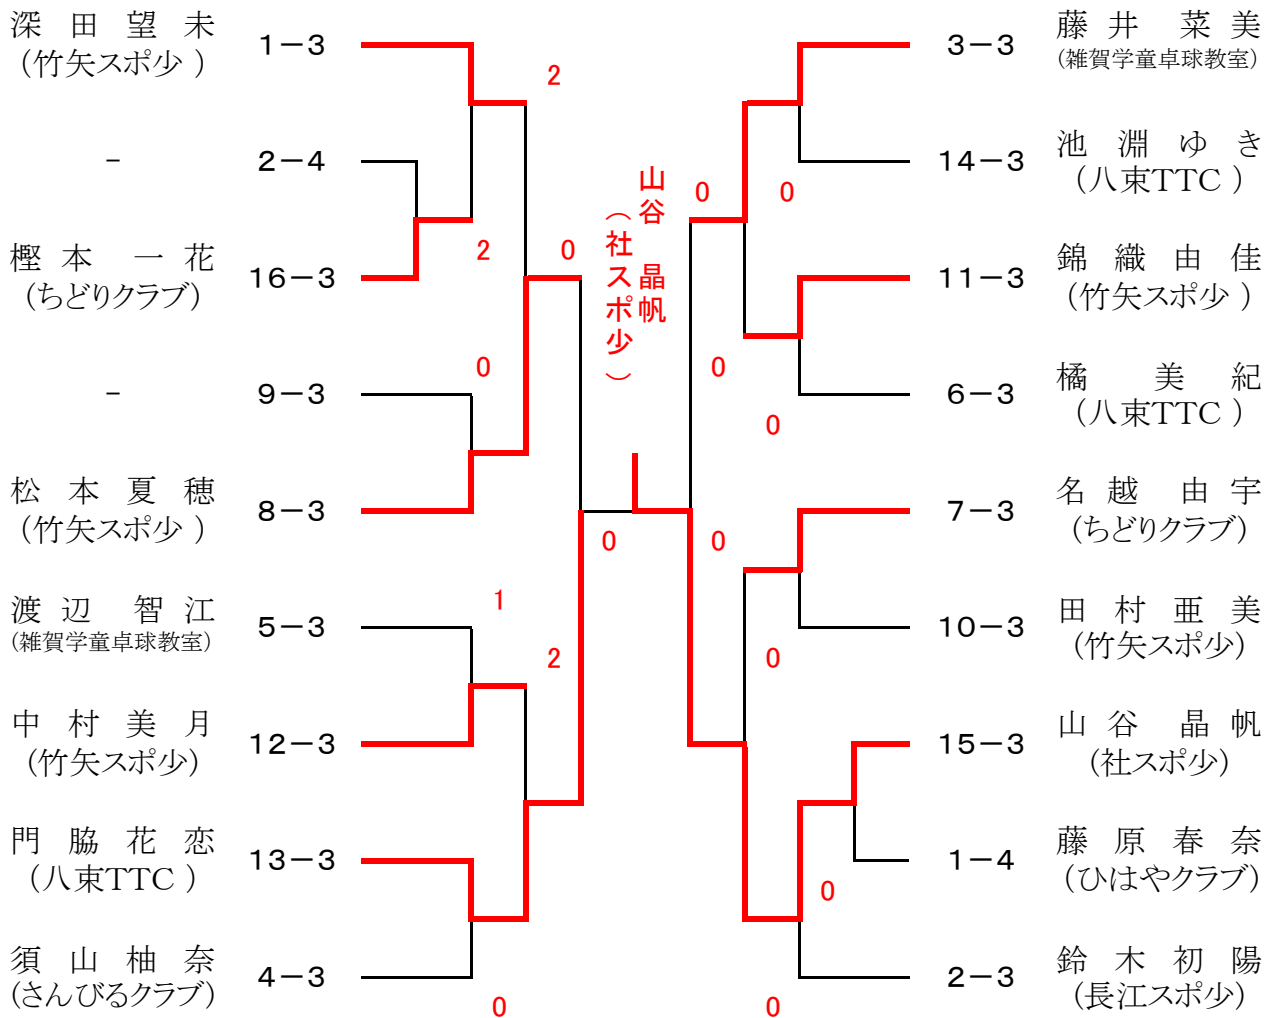 深田望未
(竹矢スポ少 )
1-3
-
2-4
樫本 一花
(ちどりクラブ)
16-3
-
9-3
松本夏穂
(竹矢スポ少 )
8-3
渡辺 智江
(雑賀学童卓球教室)
5-3
中村美月
(竹矢スポ少)
12-3
門脇花恋
(八束TTC )
13-3
須山柚奈
(さんびるクラブ)
4-3
2
2
0
0
1
2
0
0
山谷 晶帆
(社スポ少)
0
0
0
0
0
0
0
0
藤井 菜美
(雑賀学童卓球教室)
3-3
池淵ゆき
(八束TTC )
14-3
錦織由佳
(竹矢スポ少 )
11-3
橘 美紀
(八束TTC )
6-3
名越 由宇
(ちどりクラブ)
7-3
田村亜美
(竹矢スポ少)
10-3
山谷 晶帆
(社スポ少)
15-3
藤原春奈
(ひはやクラブ)
1-4
鈴木初陽
(長江スポ少)
2-3